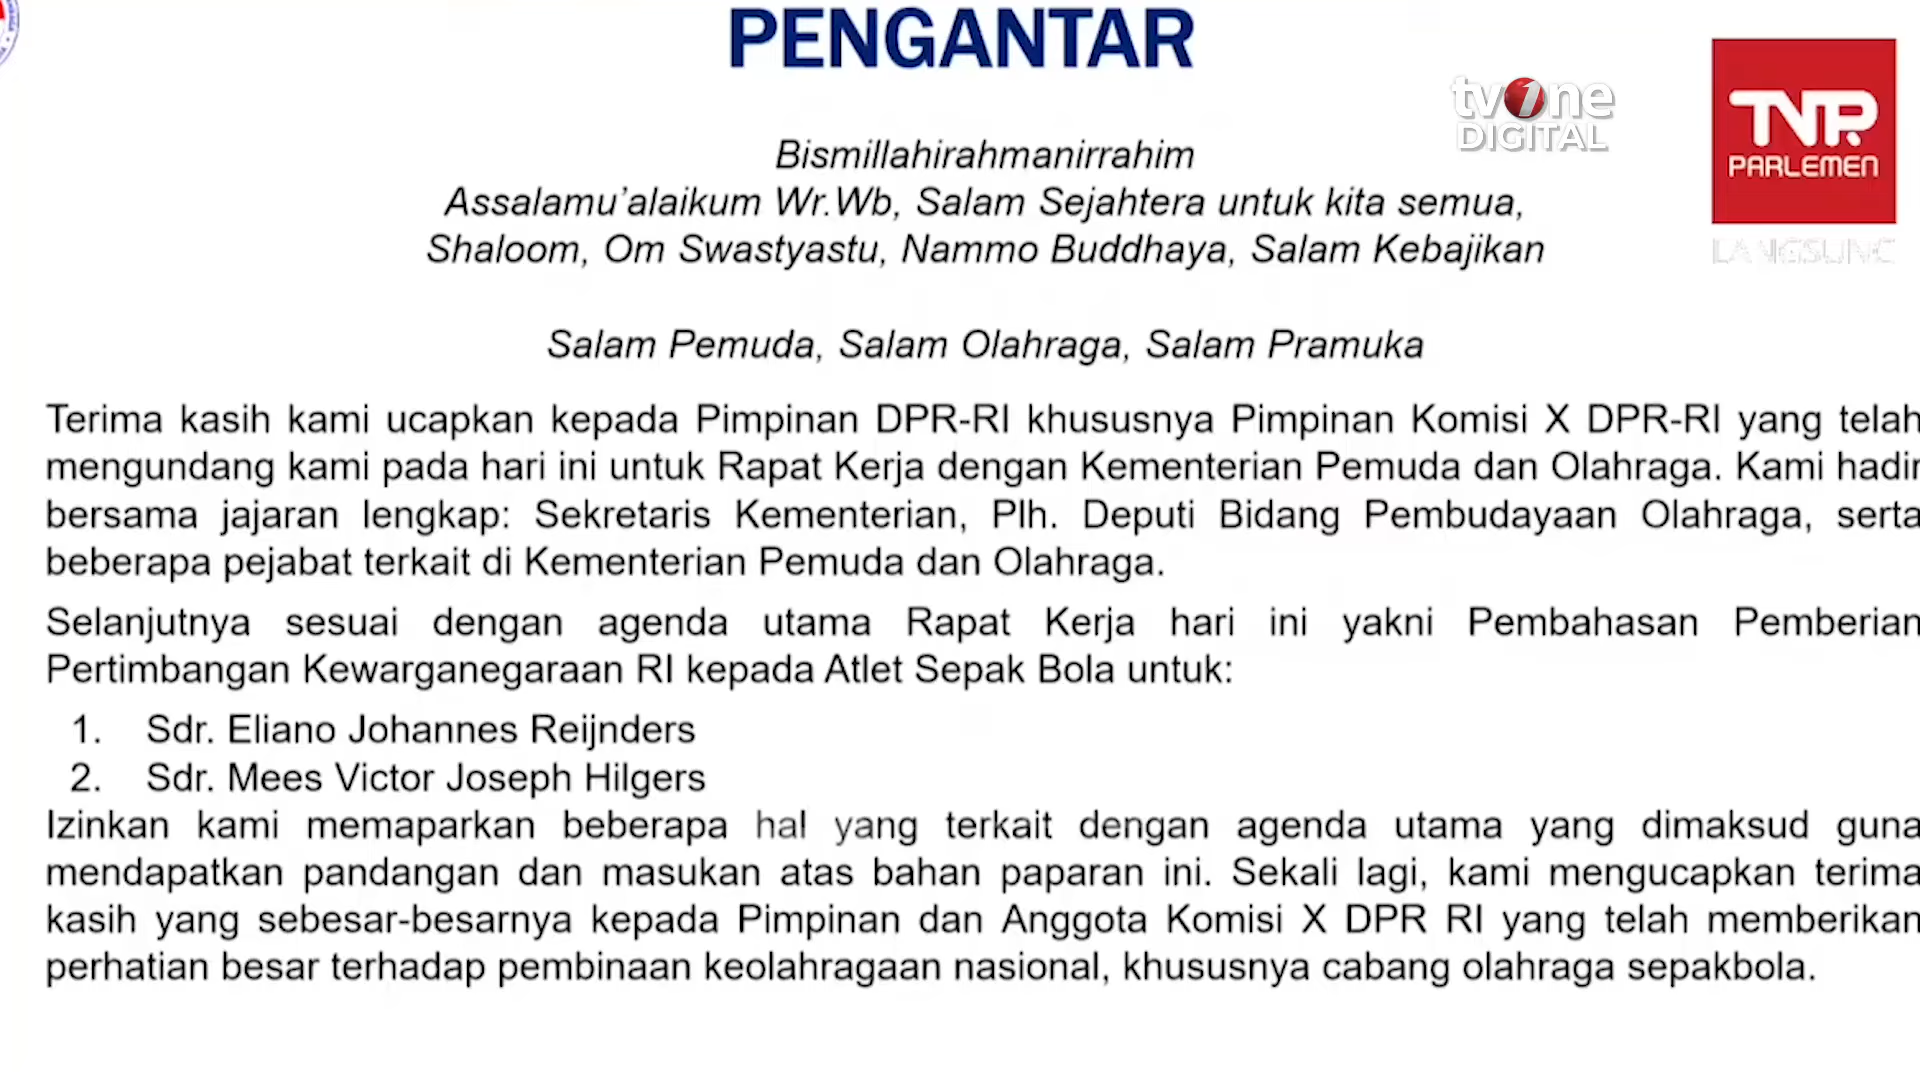 PENGANTAR
tvOne
DIGITAL
TVR
PARLEMEN
LANGSUNG
Bismillahirahmanirrahim
Assalamu’alaikum Wr.Wb, Salam Sejahtera untuk kita semua,
Shaloom, Om Swastyastu, Nammo Buddhaya, Salam Kebajikan
Salam Pemuda, Salam Olahraga, Salam Pramuka
Terima kasih kami ucapkan kepada Pimpinan DPR-RI khususnya Pimpinan Komisi X DPR-RI yang telah
mengundang kami pada hari ini untuk Rapat Kerja dengan Kementerian Pemuda dan Olahraga. Kami hadir
bersama jajaran lengkap: Sekretaris Kementerian, Plh. Deputi Bidang Pembudayaan Olahraga, serta
beberapa pejabat terkait di Kementerian Pemuda dan Olahraga.
Selanjutnya sesuai dengan agenda utama Rapat Kerja hari ini yakni Pembahasan Pemberian
Pertimbangan Kewarganegaraan RI kepada Atlet Sepak Bola untuk:
1. Sdr. Eliano Johannes Reijnders
2. Sdr. Mees Victor Joseph Hilgers
Izinkan kami memaparkan beberapa hal yang terkait dengan agenda utama yang dimaksud guna
mendapatkan pandangan dan masukan atas bahan paparan ini. Sekali lagi, kami mengucapkan terima
kasih yang sebesar-besarnya kepada Pimpinan dan Anggota Komisi X DPR RI yang telah memberikan
perhatian besar terhadap pembinaan keolahragaan nasional, khususnya cabang olahraga sepakbola.